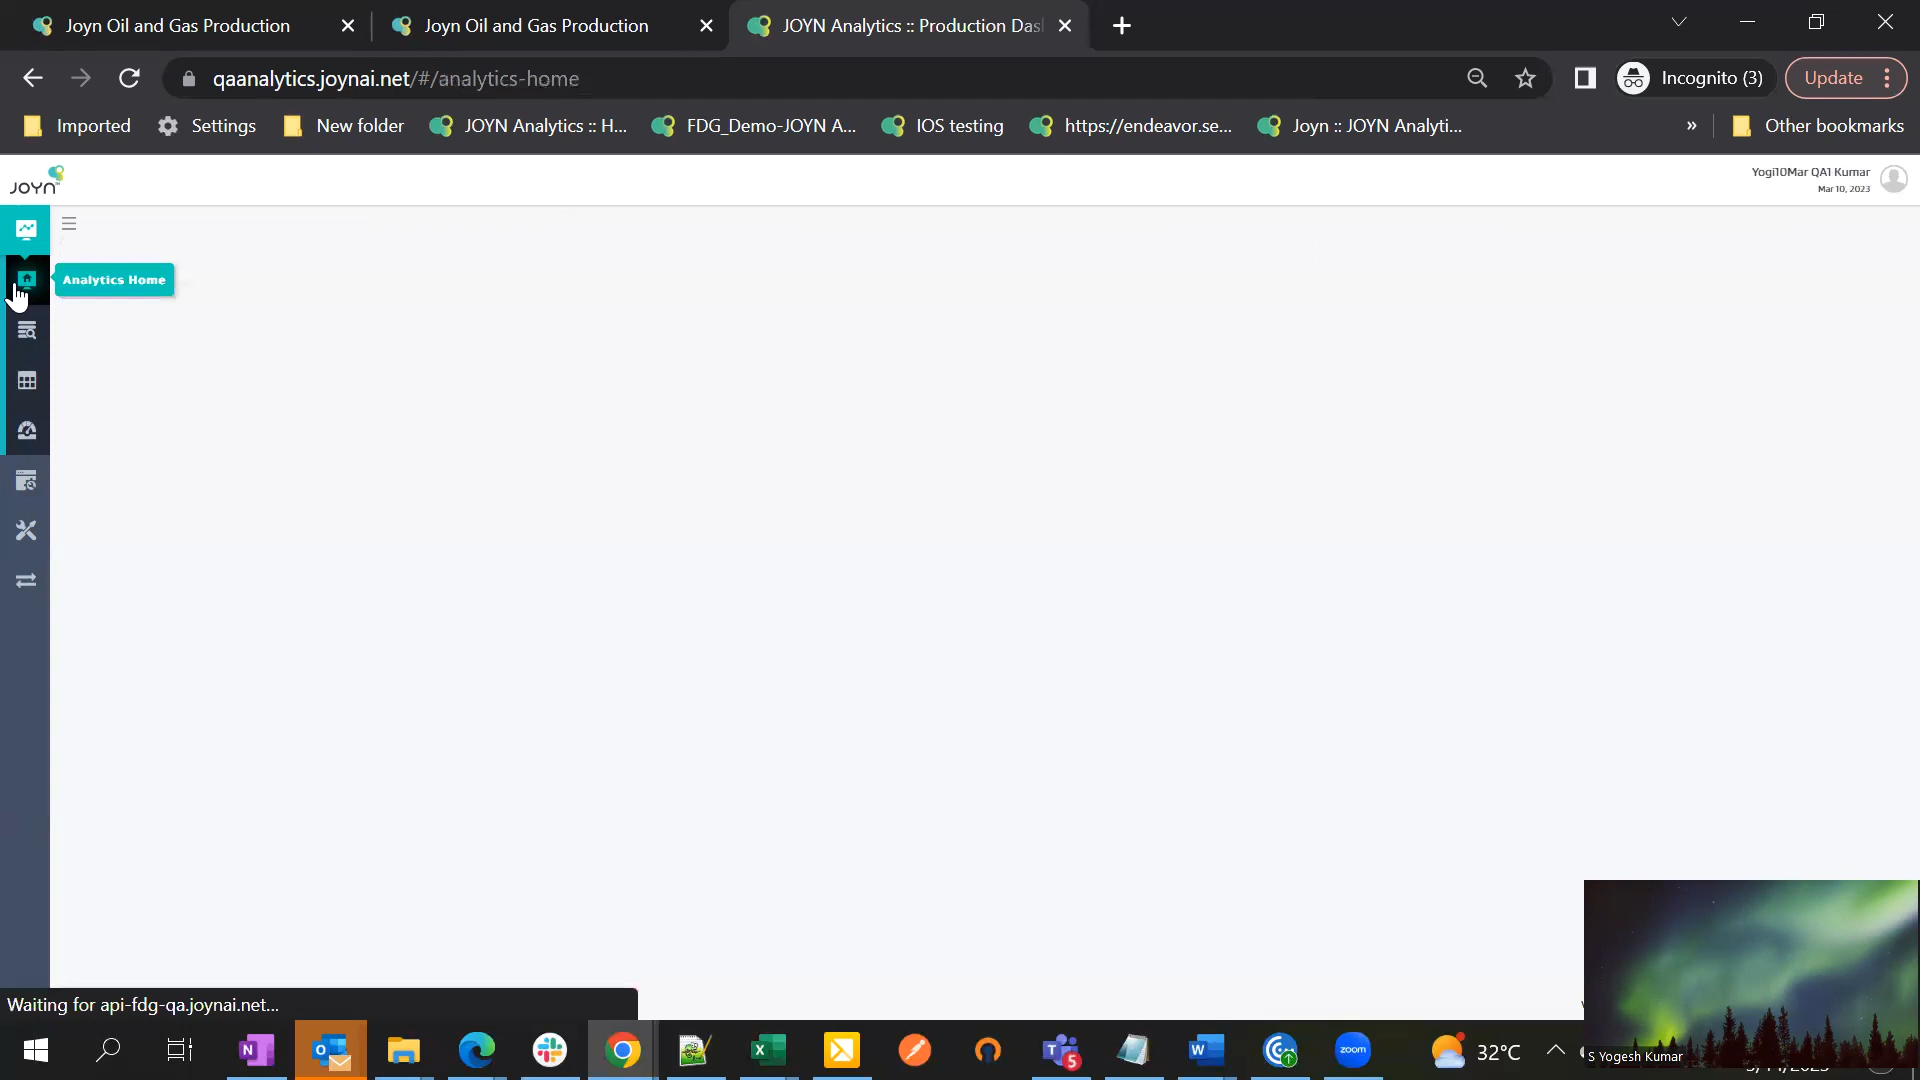 Joyn Oil and Gas Production
Joyn Oil and Gas Production
JOYN Analytics :: Production Das
qaanalytics.joynai.net/#/analytics-home
Incognito (3)
Update
Imported
Settings
New folder
JOYN Analytics :: H...
FDG_Demo-JOYN A...
IOS testing
https://endeavor.se...
Joyn :: JOYN Analyti...
»
Other bookmarks
JOYN
Yogi10Mar QA1 Kumar
Mar 10, 2023
Analytics Home
Waiting for api-fdg-qa.joynai.net...
zoom
5
32°C
S Yogesh Kumar